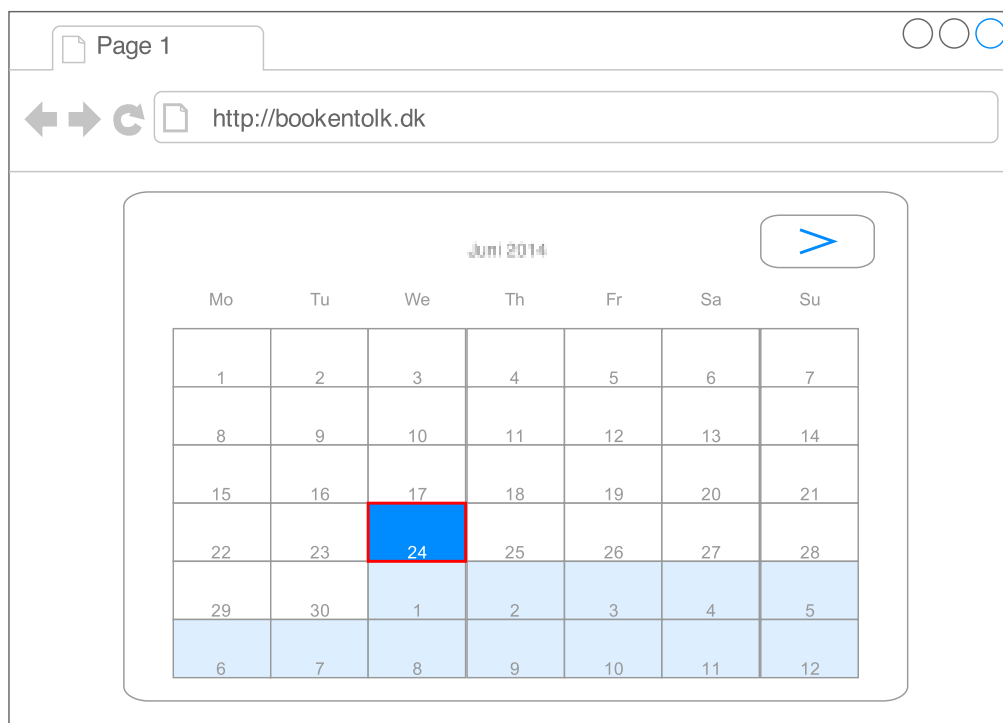 Page 1
http://bookentolk.dk
Juni 2014
Mo Tu We Th Fr Sa Su
1 2 3 4 5 6 7
8 9 10 11 12 13 14
15 16 17 18 19 20 21
22 23 24 25 26 27 28
29 30 1 2 3 4 5
6 7 8 9 10 11 12